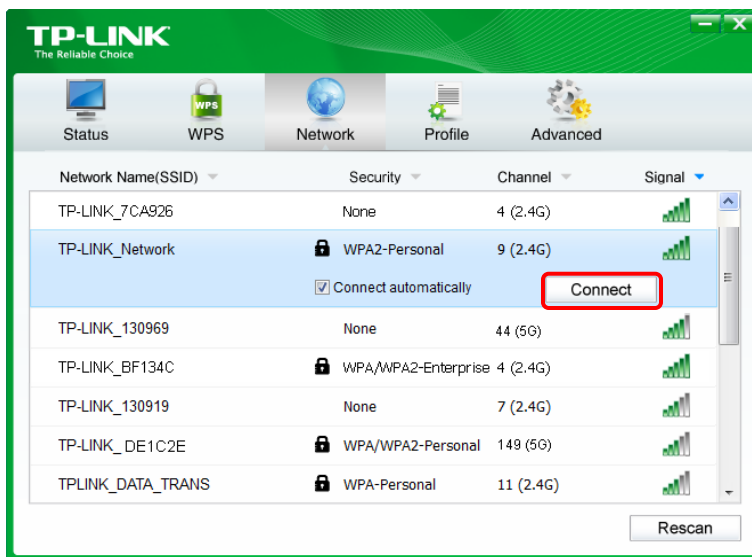 TP-LINK
The Reliable Choice
Status WPS Network Profile Advanced
WPS
Network Name(SSID) Security Channel Signal
TP-LINK_7CA926 None 4 (2.4G)
TP-LINK_Network WPA2-Personal 9 (2.4G)
Connect automatically Connect
TP-LINK_130969 None 44 (5G)
TP-LINK_BF134C WPA/WPA2-Enterprise 4 (2.4G)
TP-LINK_130919 None 7 (2.4G)
TP-LINK_DE1C2E WPA/WPA2-Personal 149 (5G)
TPLINK_DATA_TRANS WPA-Personal 11 (2.4G)
Rescan